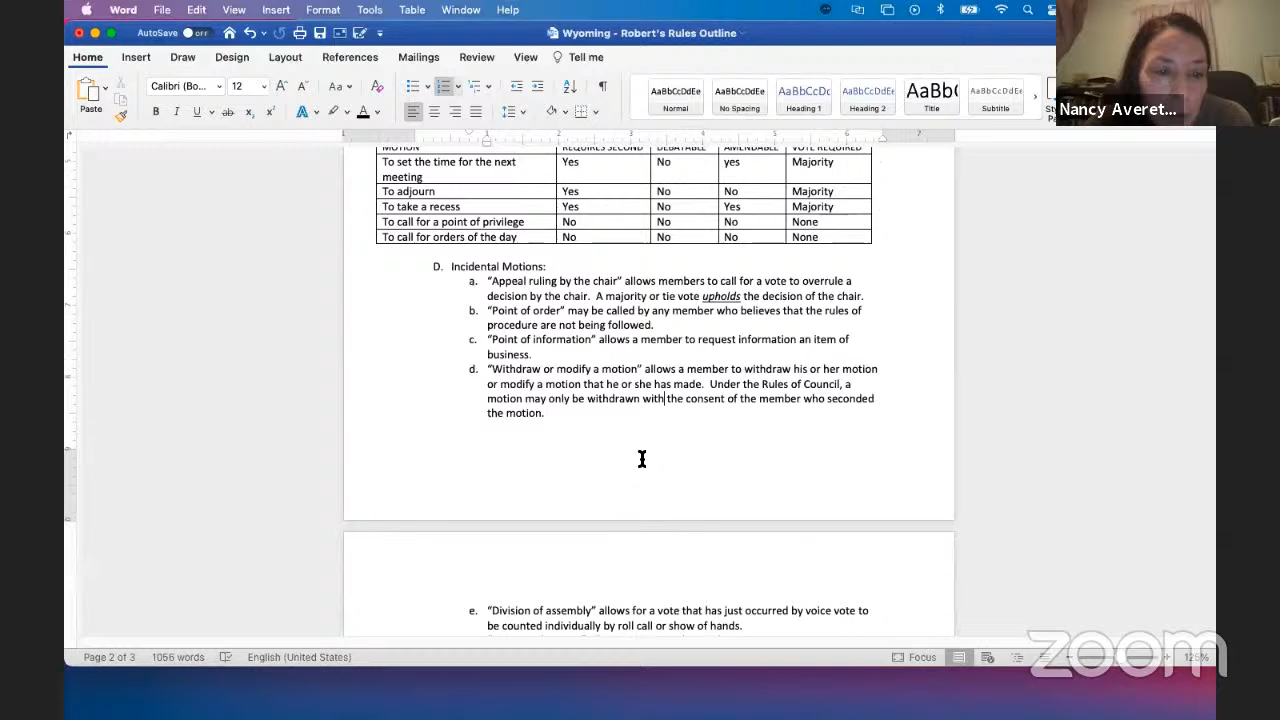 Word File Edit View Insert Format Tools Table Window Help
AutoSave OFF Wyoming - Robert's Rules Outline
Home Insert Draw Design Layout References Mailings Review View Tell me
Paste Calibri (Bo... 12
AaBbCcDdEe AaBbCcDdEe AaBbCcDc AaBbCcDdEe AaBb( AaBbCcDdEe
Normal No Spacing Heading 1 Heading 2 Title Subtitle
Nancy Averet...
MOTION REQUIRES SECOND DEBATABLE AMENDABLE VOTE REQUIRED
To set the time for the next meeting Yes No yes Majority
To adjourn Yes No No Majority
To take a recess Yes No Yes Majority
To call for a point of privilege No No No None
To call for orders of the day No No No None
D. Incidental Motions:
a. "Appeal ruling by the chair" allows members to call for a vote to overrule a
decision by the chair. A majority or tie vote upholds the decision of the chair.
b. "Point of order" may be called by any member who believes that the rules of
procedure are not being followed.
c. "Point of information" allows a member to request information an item of
business.
d. "Withdraw or modify a motion" allows a member to withdraw his or her motion
or modify a motion that he or she has made. Under the Rules of Council, a
motion may only be withdrawn with the consent of the member who seconded
the motion.
e. "Division of assembly" allows for a vote that has just occurred by voice vote to
be counted individually by roll call or show of hands.
Page 2 of 3 1056 words English (United States) Focus 125%
zoom